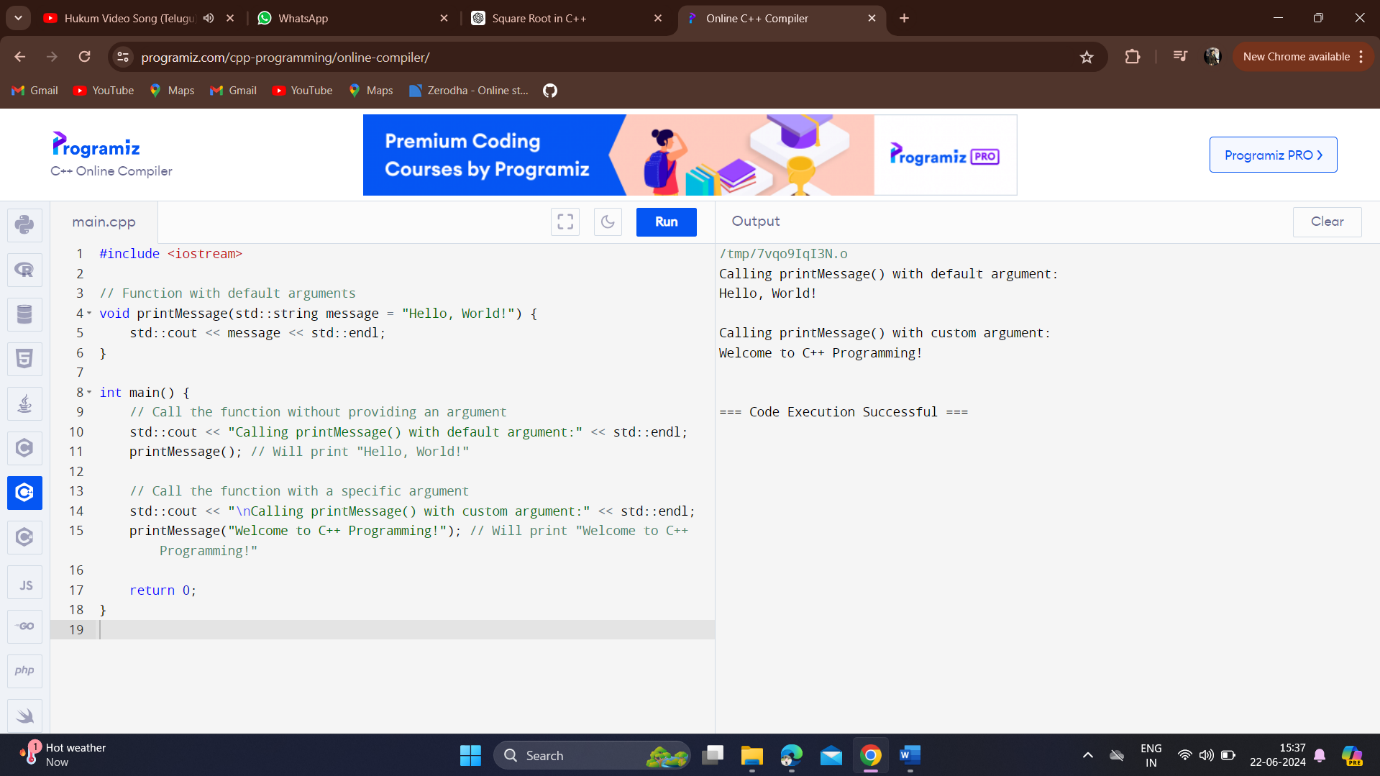 Hukum Video Song (Telugu
WhatsApp
Square Root in C++
Online C++ Compiler
programiz.com/cpp-programming/online-compiler/
New Chrome available
Gmail YouTube Maps Gmail YouTube Maps Zerodha - Online st...
Programiz
C++ Online Compiler
Premium Coding
Courses by Programiz
Programiz PRO
Programiz PRO >
main.cpp
Run
1 #include <iostream>
2
3 // Function with default arguments
4 void printMessage(std::string message = "Hello, World!") {
5 std::cout << message << std::endl;
6 }
7
8 int main() {
9 // Call the function without providing an argument
10 std::cout << "Calling printMessage() with default argument:" << std::endl;
11 printMessage(); // Will print "Hello, World!"
12
13 // Call the function with a specific argument
14 std::cout << "\nCalling printMessage() with custom argument:" << std::endl;
15 printMessage("Welcome to C++ Programming!"); // Will print "Welcome to C++
Programming!"
16
17 return 0;
18 }
19
Output
Clear
/tmp/7vqo9IqI3N.o
Calling printMessage() with default argument:
Hello, World!
Calling printMessage() with custom argument:
Welcome to C++ Programming!
=== Code Execution Successful ===
JS
GO
php
1
Hot weather
Now
Search
ENG
IN
15:37
22-06-2024
PRE